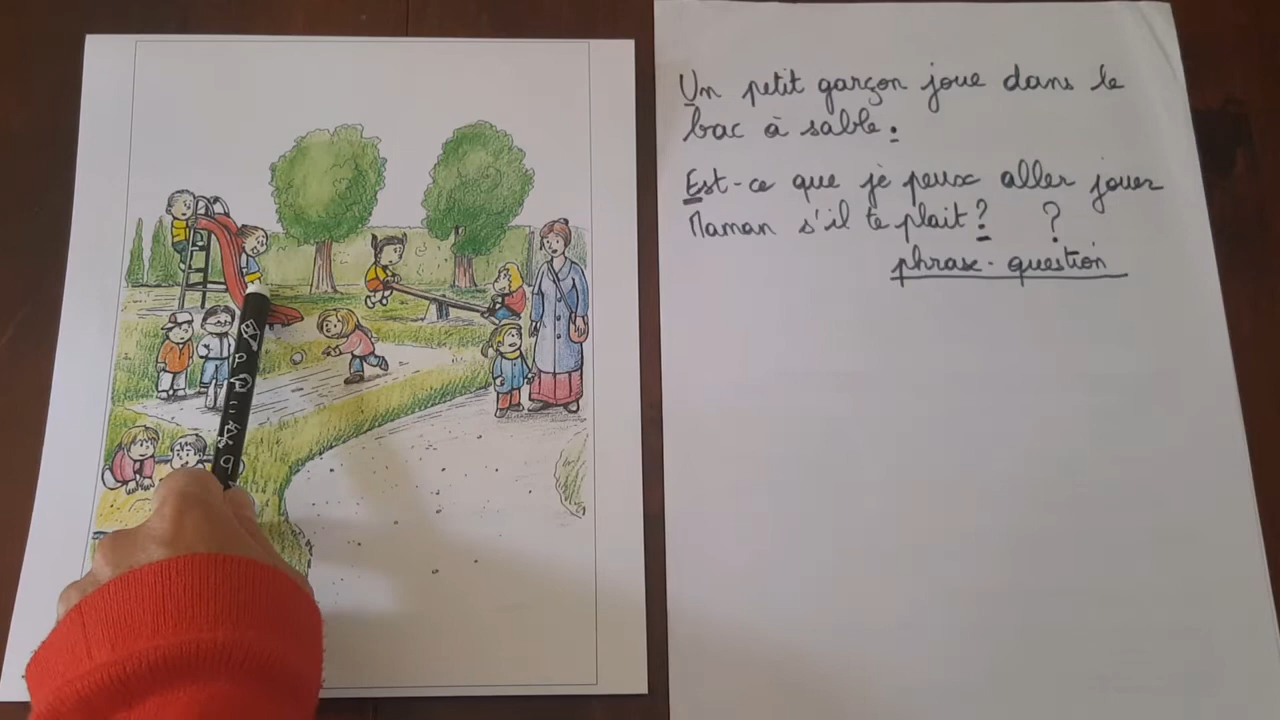 Un petit garçon joue dans le
bac à sable.
Est-ce que je peux aller jouer
Maman s'il te plait? ?
phrase-question